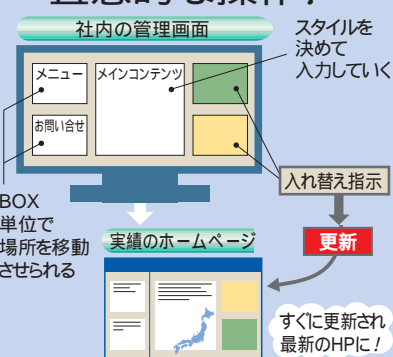 社内の管理画面
スタイルを
決めて
入力していく
メニュー
メインコンテンツ
お問い合せ
入れ替え指示
BOX
単位で
場所を移動
させられる
更新
実績のホームページ
すぐに更新され
最新のHPに!